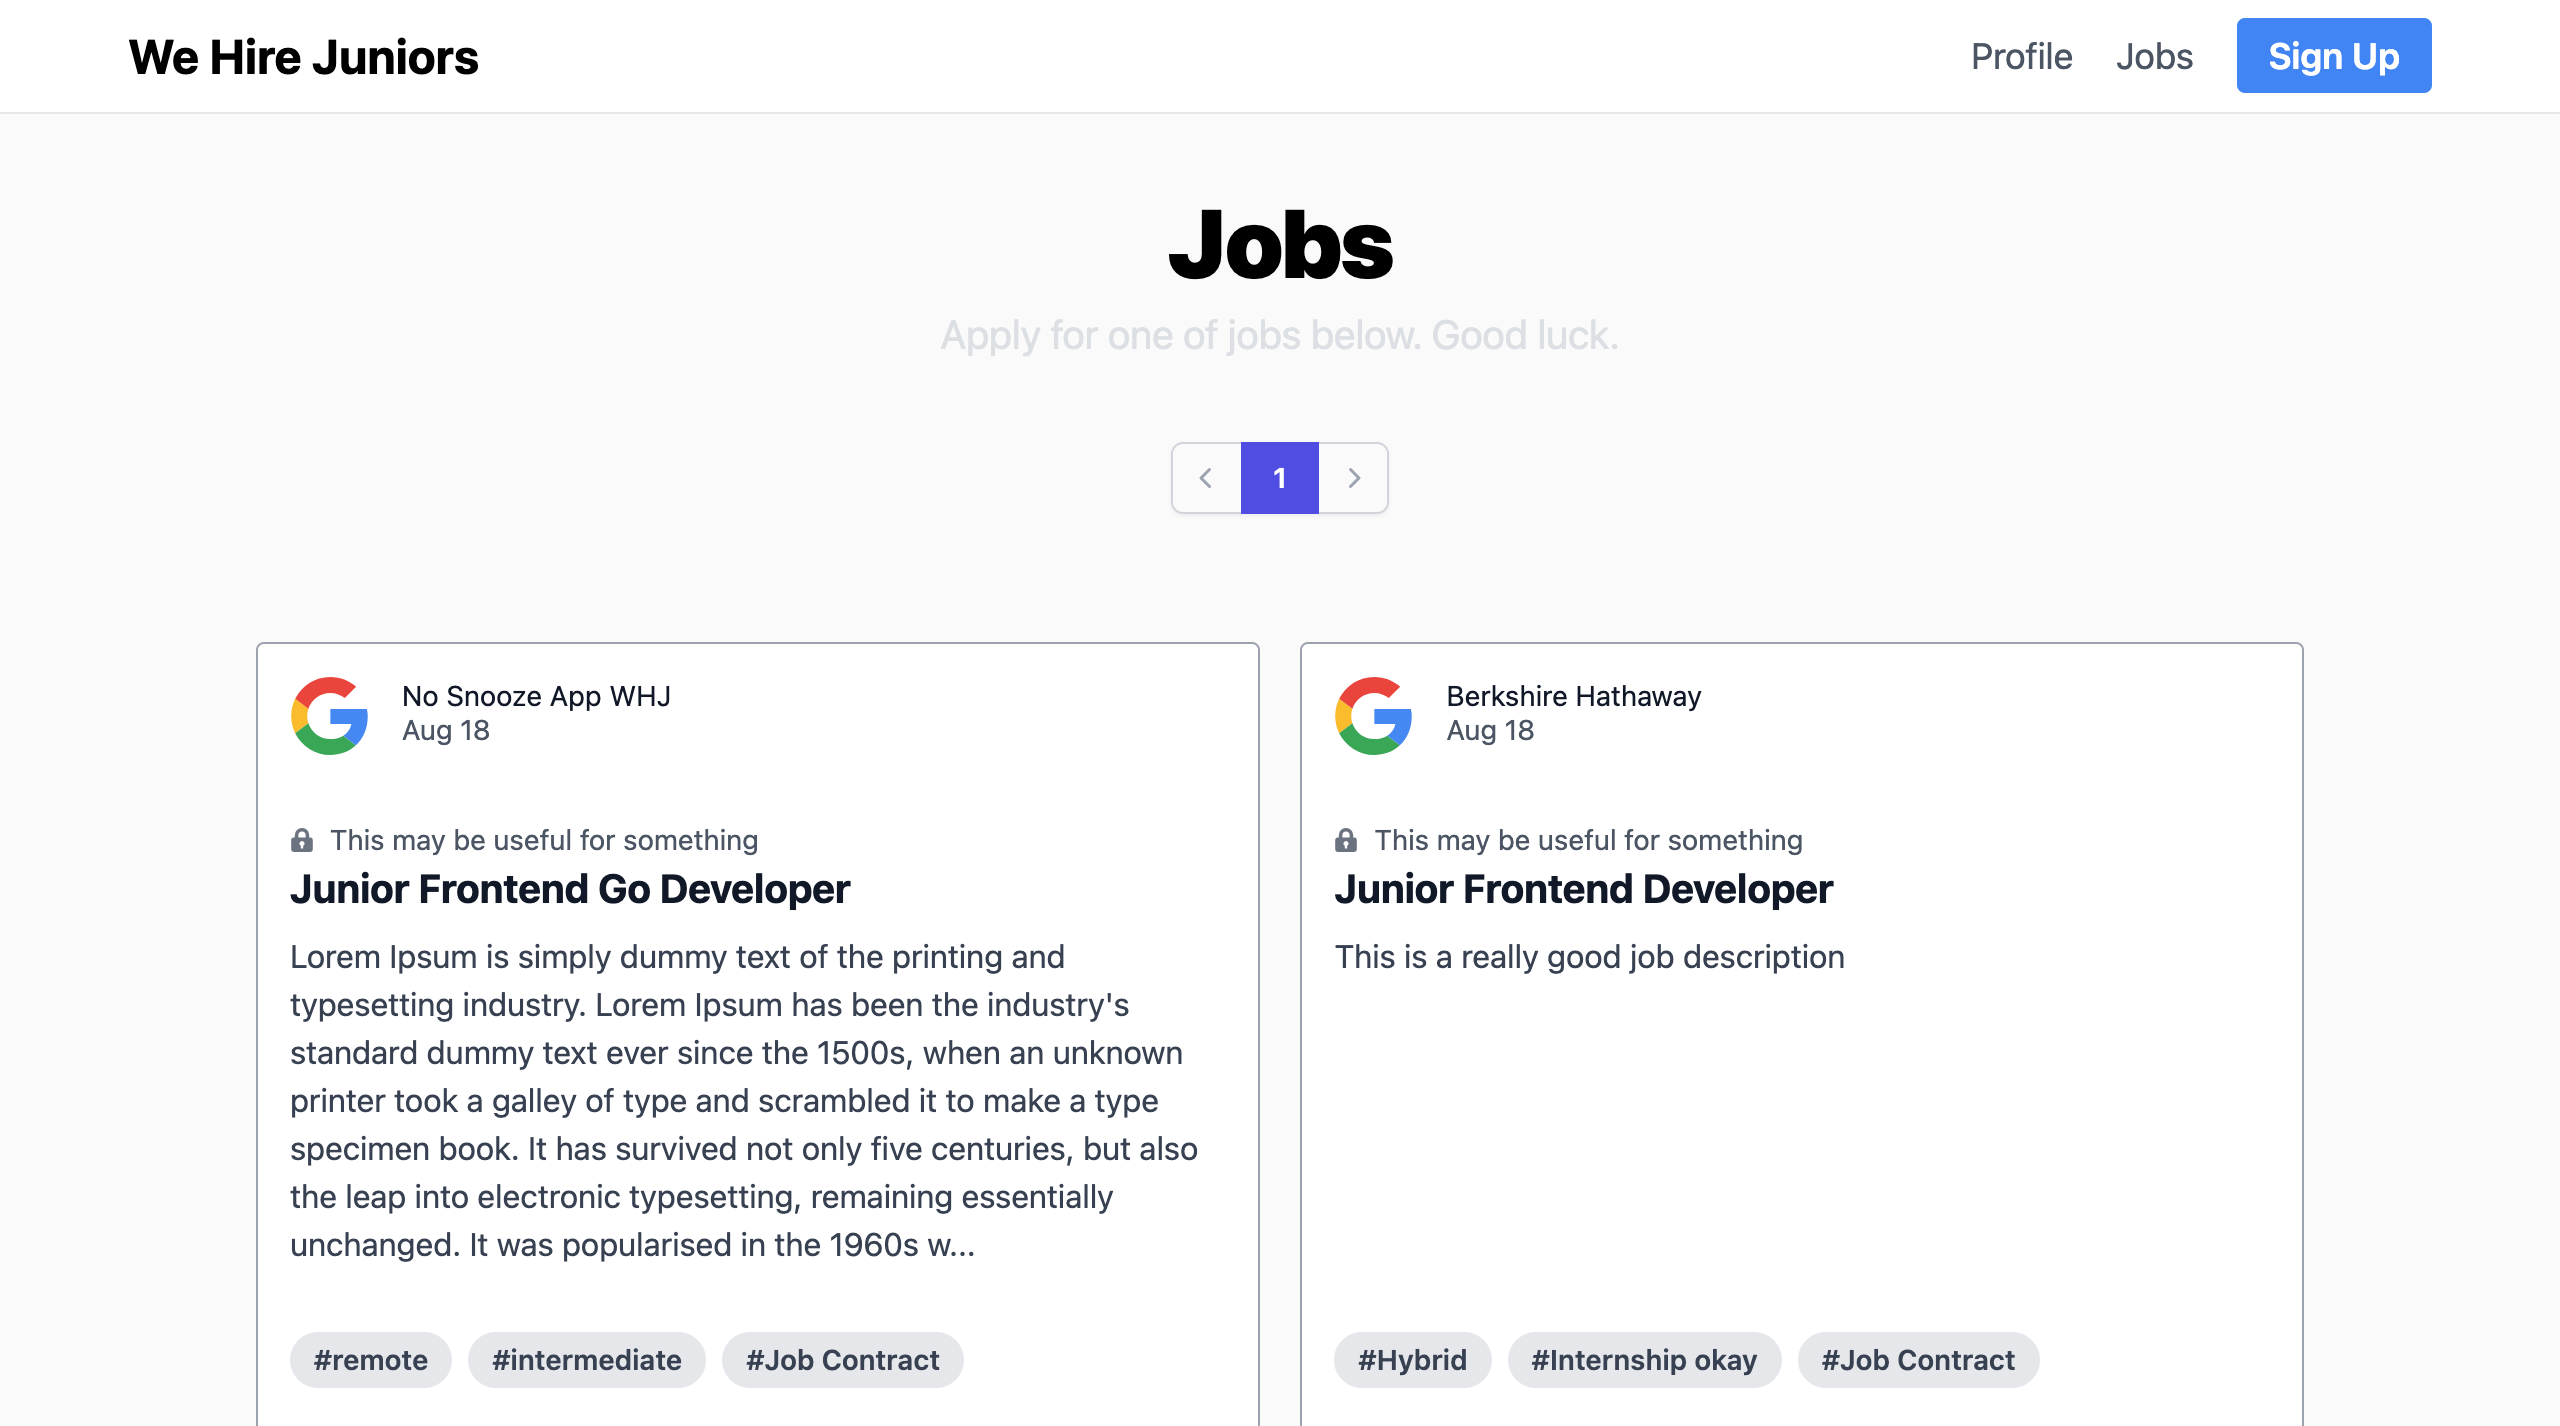 We Hire Juniors
Profile Jobs Sign Up
Jobs
Apply for one of jobs below. Good luck.
1
No Snooze App WHJ
Aug 18
This may be useful for something
Junior Frontend Go Developer
Lorem Ipsum is simply dummy text of the printing and
typesetting industry. Lorem Ipsum has been the industry's
standard dummy text ever since the 1500s, when an unknown
printer took a galley of type and scrambled it to make a type
specimen book. It has survived not only five centuries, but also
the leap into electronic typesetting, remaining essentially
unchanged. It was popularised in the 1960s w...
#remote #intermediate #Job Contract
Berkshire Hathaway
Aug 18
This may be useful for something
Junior Frontend Developer
This is a really good job description
#Hybrid #Internship okay #Job Contract